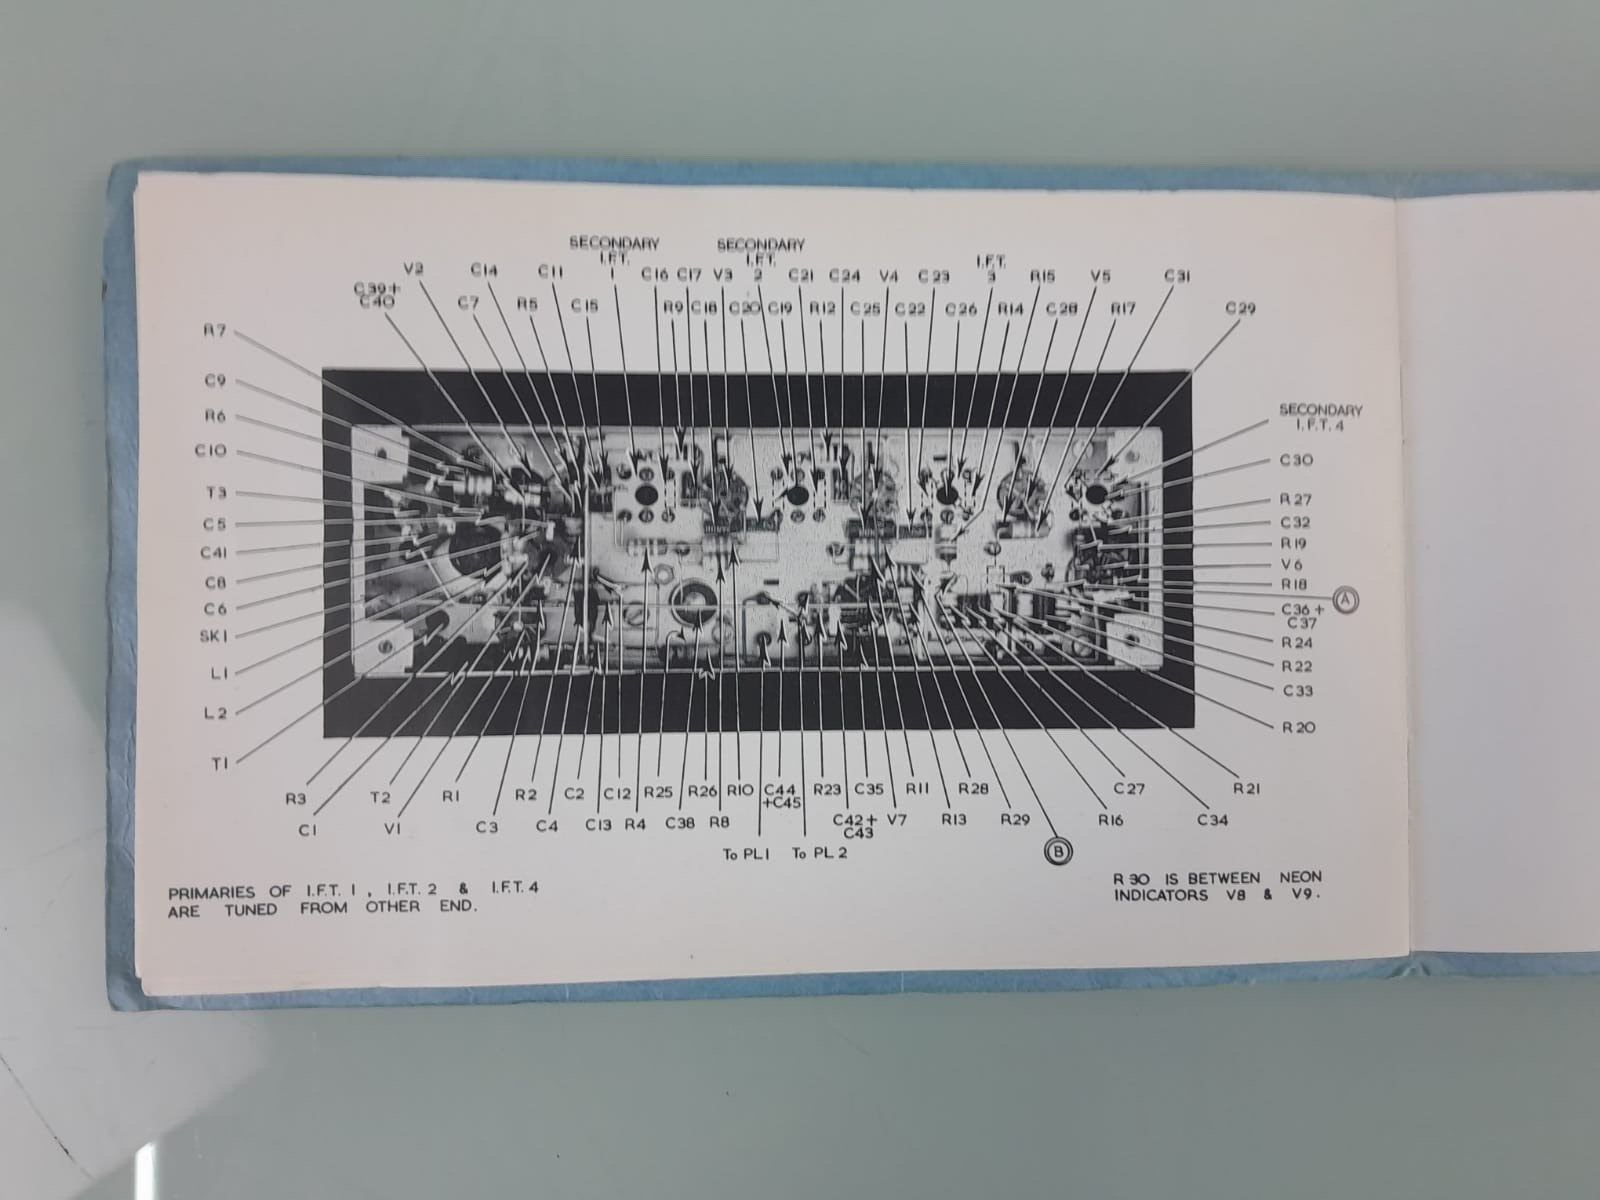 SECONDARY SECONDARY
I.F.T. I.F.T. I.F.T.
V2 C14 C11 1 C16 C17 V3 2 C21 C24 V4 C23 3 R15 V5 C31
C39+
C40 C7 R5 C15 R9 C18 C20 C19 R12 C25 C22 C26 R14 C28 R17 C29
R7
C9
R6
C10
T3
C5
C41
C8
C6
SK1
L1
L2
T1
SECONDARY
I.F.T. 4
C30
R27
C32
R19
V6
R18
A
C36 +
C37
R24
R22
C33
R20
R3 T2 R1 R2 C2 C12 R25 R26 R10 C44 R23 C35 R11 R28 C27 R21
+C45
C1 V1 C3 C4 C13 R4 C38 R8 C42+ V7 R13 R29 R16 C34
C43
To PL1 To PL2 B
PRIMARIES OF I.F.T. 1 , I.F.T. 2 & I.F.T. 4
ARE TUNED FROM OTHER END.
R 30 IS BETWEEN NEON
INDICATORS V8 & V9.